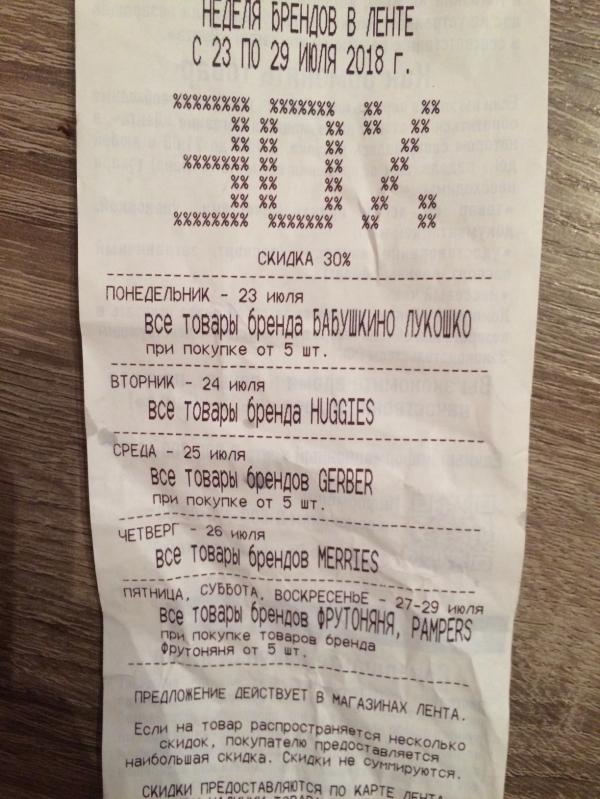 НЕДЕЛЯ БРЕНДОВ В ЛЕНТЕ
С 23 ПО 29 ИЮЛЯ 2018 г.
30%
СКИДКА 30%
ПОНЕДЕЛЬНИК - 23 июля
все товары бренда БАБУШКИНО ЛУКОШКО
при покупке от 5 шт.
ВТОРНИК - 24 июля
все товары бренда HUGGIES
СРЕДА - 25 июля
все товары брендов GERBER
при покупке от 5 шт.
ЧЕТВЕРГ - 26 июля
все товары брендов MERRIES
ПЯТНИЦА, СУББОТА, ВОСКРЕСЕНЬЕ - 27-29 июля
все товары брендов ФРУТОНЯНЯ, PAMPERS
при покупке товаров бренда
Фрутоняня от 5 шт.
ПРЕДЛОЖЕНИЕ ДЕЙСТВУЕТ В МАГАЗИНАХ ЛЕНТА.
Если на товар распространяется несколько
скидок, покупателю предоставляется
наибольшая скидка. Скидки не суммируются.
СКИДКИ ПРЕДОСТАВЛЯЮТСЯ ПО КАРТЕ ЛЕНТА